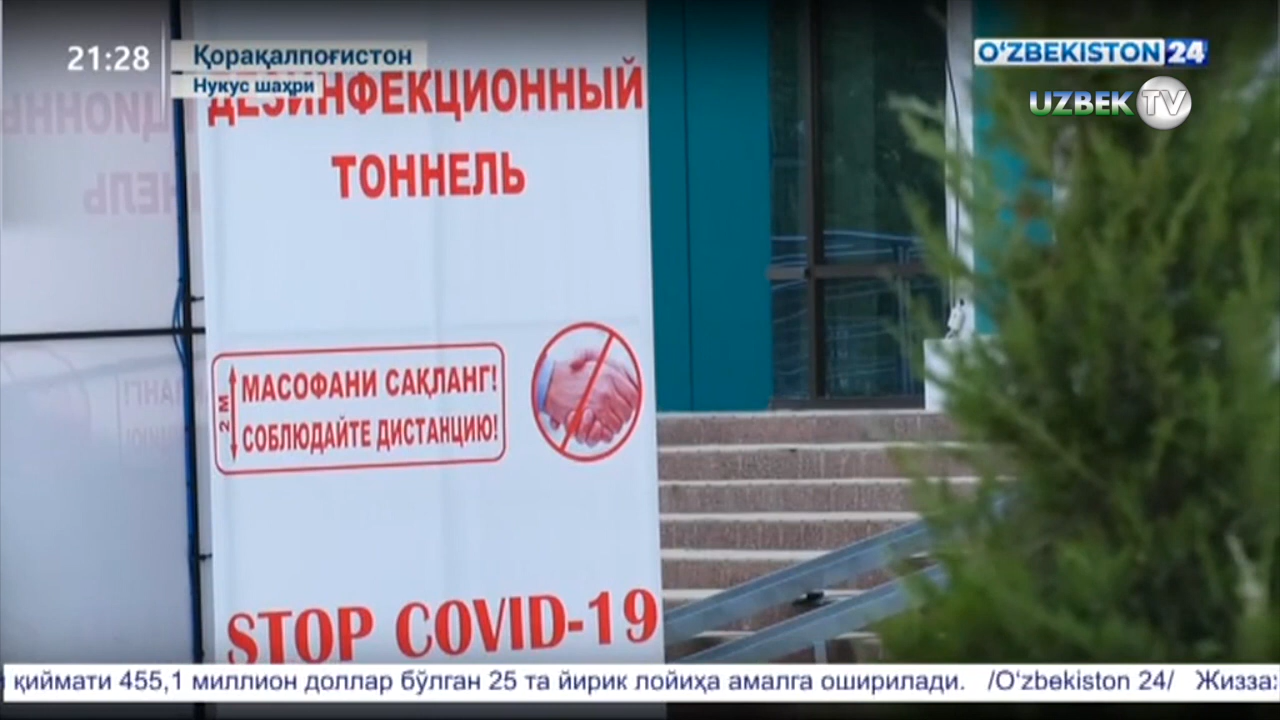 21:28
Қорақалпоғистон
Нукус шаҳри
O‘ZBEKISTON 24
UZBEK TV
ДЕЗИНФЕКЦИОННЫЙ
ТОННЕЛЬ
2 М
МАСОФАНИ САҚЛАНГ!
СОБЛЮДАЙТЕ ДИСТАНЦИЮ!
STOP COVID-19
қиймати 455,1 миллион доллар бўлган 25 та йирик лойиҳа амалга оширилади. /O‘zbekiston 24/ Жизза: